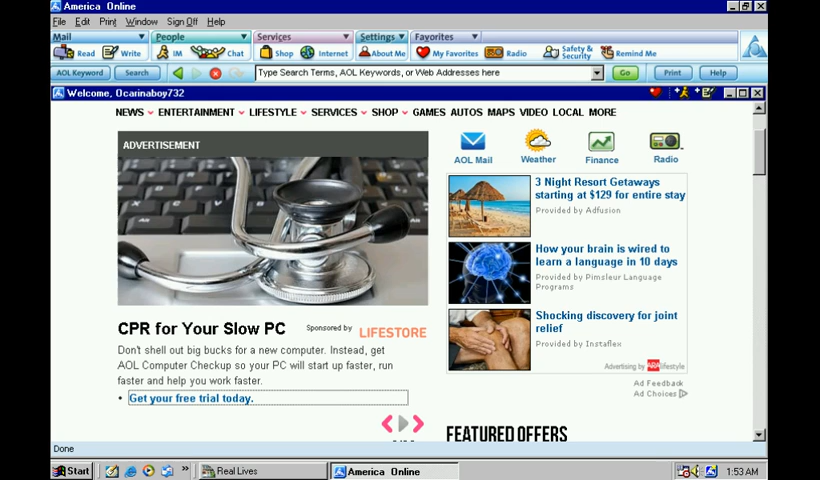 America Online
File Edit Print Window Sign Off Help
Mail People Services Settings Favorites
Read Write IM Chat Shop Internet About Me My Favorites Radio Safety & Security Remind Me
AOL Keyword Search Type Search Terms, AOL Keywords, or Web Addresses here Go Print Help
Welcome, Ocarinaboy732
NEWS ENTERTAINMENT LIFESTYLE SERVICES SHOP GAMES AUTOS MAPS VIDEO LOCAL MORE
ADVERTISEMENT
CPR for Your Slow PC
Sponsored by LIFESTORE
Don't shell out big bucks for a new computer. Instead, get
AOL Computer Checkup so your PC will start up faster, run
faster and help you work faster.
• Get your free trial today.
AOL Mail Weather Finance Radio
3 Night Resort Getaways
starting at $129 for entire stay
Provided by Adfusion
How your brain is wired to
learn a language in 10 days
Provided by Pimsleur Language
Programs
Shocking discovery for joint
relief
Provided by Instaflex
Advertising by ARAlifestyle
Ad Feedback
Ad Choices
FEATURED OFFERS
Done
Start Real Lives America Online 1:53 AM